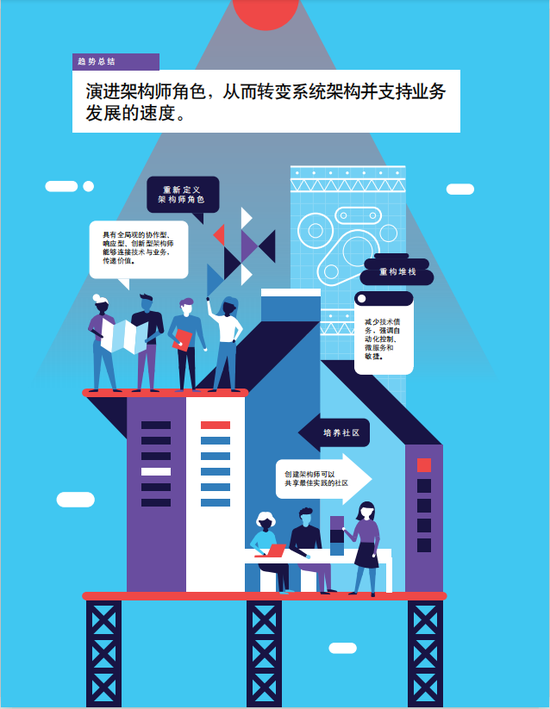 趋势总结
演进架构师角色，从而转变系统架构并支持业务
发展的速度。
重新定义
架构师角色
具有全局观的协作型、
响应型、创新型架构师
能够连接技术与业务，
传递价值。
重构堆栈
减少技术债
务，强调自
动化控制、
微服务和
敏捷。
培养社区
创建架构师可以
共享最佳实践的社区